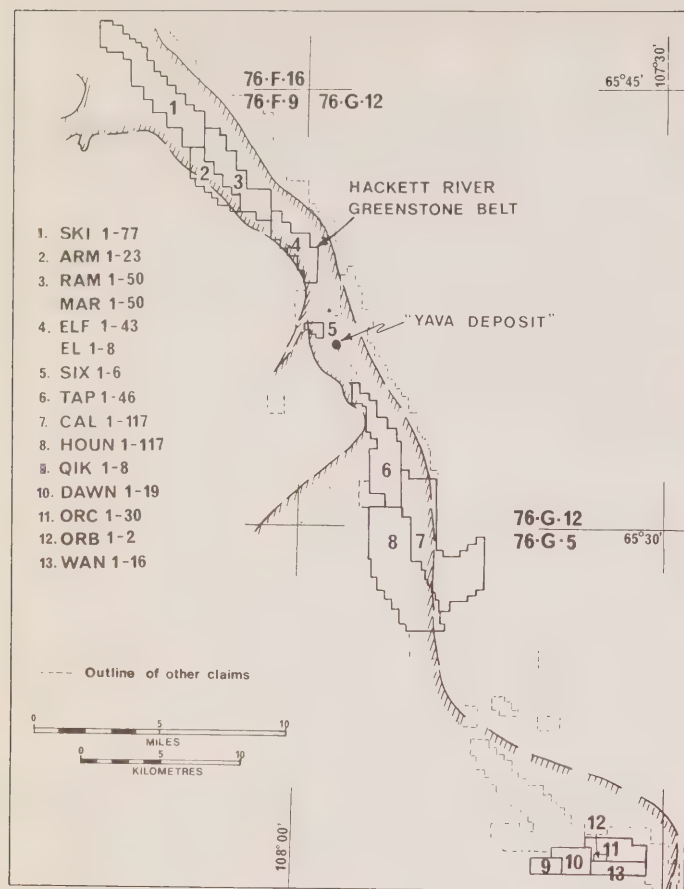 76-F-16
76-F-9 76-G-12
65°45'
107°30'
1
2
3
4
HACKETT RIVER
GREENSTONE BELT
1. SKI 1-77
2. ARM 1-23
3. RAM 1-50
MAR 1-50
4. ELF 1-43
EL 1-8
5. SIX 1-6
6. TAP 1-46
7. CAL 1-117
8. HOUN 1-117
9. QIK 1-8
10. DAWN 1-19
11. ORC 1-30
12. ORB 1-2
13. WAN 1-16
5
"YAVA DEPOSIT"
6
7
8
76-G-12
76-G-5
65°30'
Outline of other claims
0 5 10
MILES
0 5 10
KILOMETRES
108°00'
12
11
9
10
13